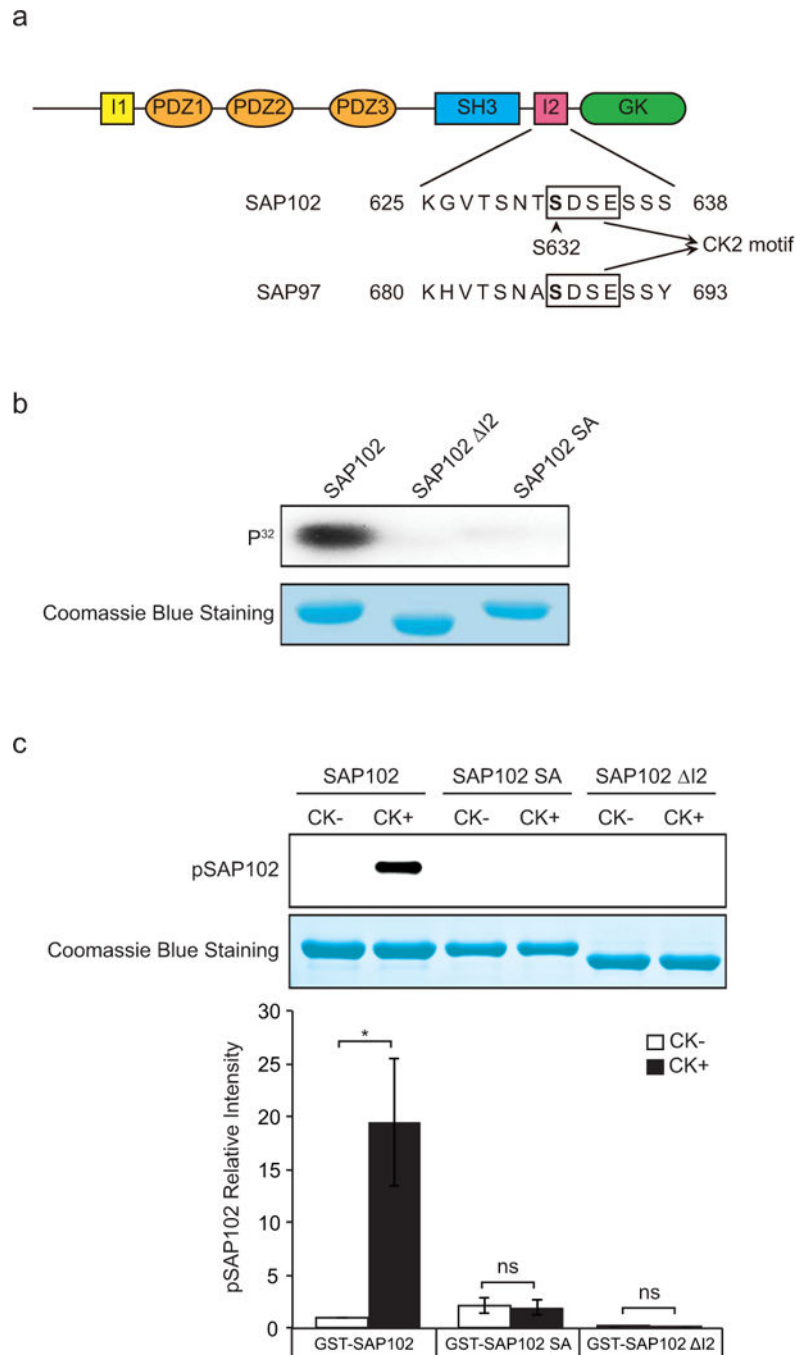 a
I1 PDZ1 PDZ2 PDZ3 SH3 I2 GK
SAP102 625 K G V T S N T S D S E S S S 638
S632
CK2 motif
SAP97 680 K H V T S N A S D S E S S Y 693
b
SAP102 SAP102 ΔI2 SAP102 SA
P32
Coomassie Blue Staining
c
SAP102 SAP102 SA SAP102 ΔI2
CK- CK+ CK- CK+ CK- CK+
pSAP102
Coomassie Blue Staining
pSAP102 Relative Intensity
30
25
20
15
10
5
0
*
ns
ns
CK-
CK+
GST-SAP102 GST-SAP102 SA GST-SAP102 ΔI2